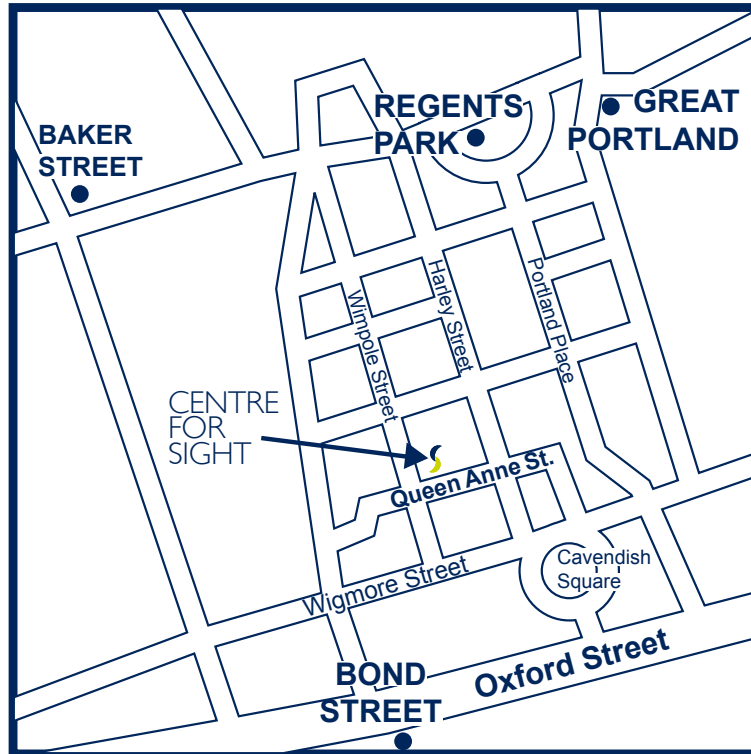 REGENTS
PARK
GREAT
PORTLAND
BAKER
STREET
Wimpole Street
Harley Street
Portland Place
CENTRE
FOR
SIGHT
Queen Anne St.
Cavendish
Square
Wigmore Street
Oxford Street
BOND
STREET